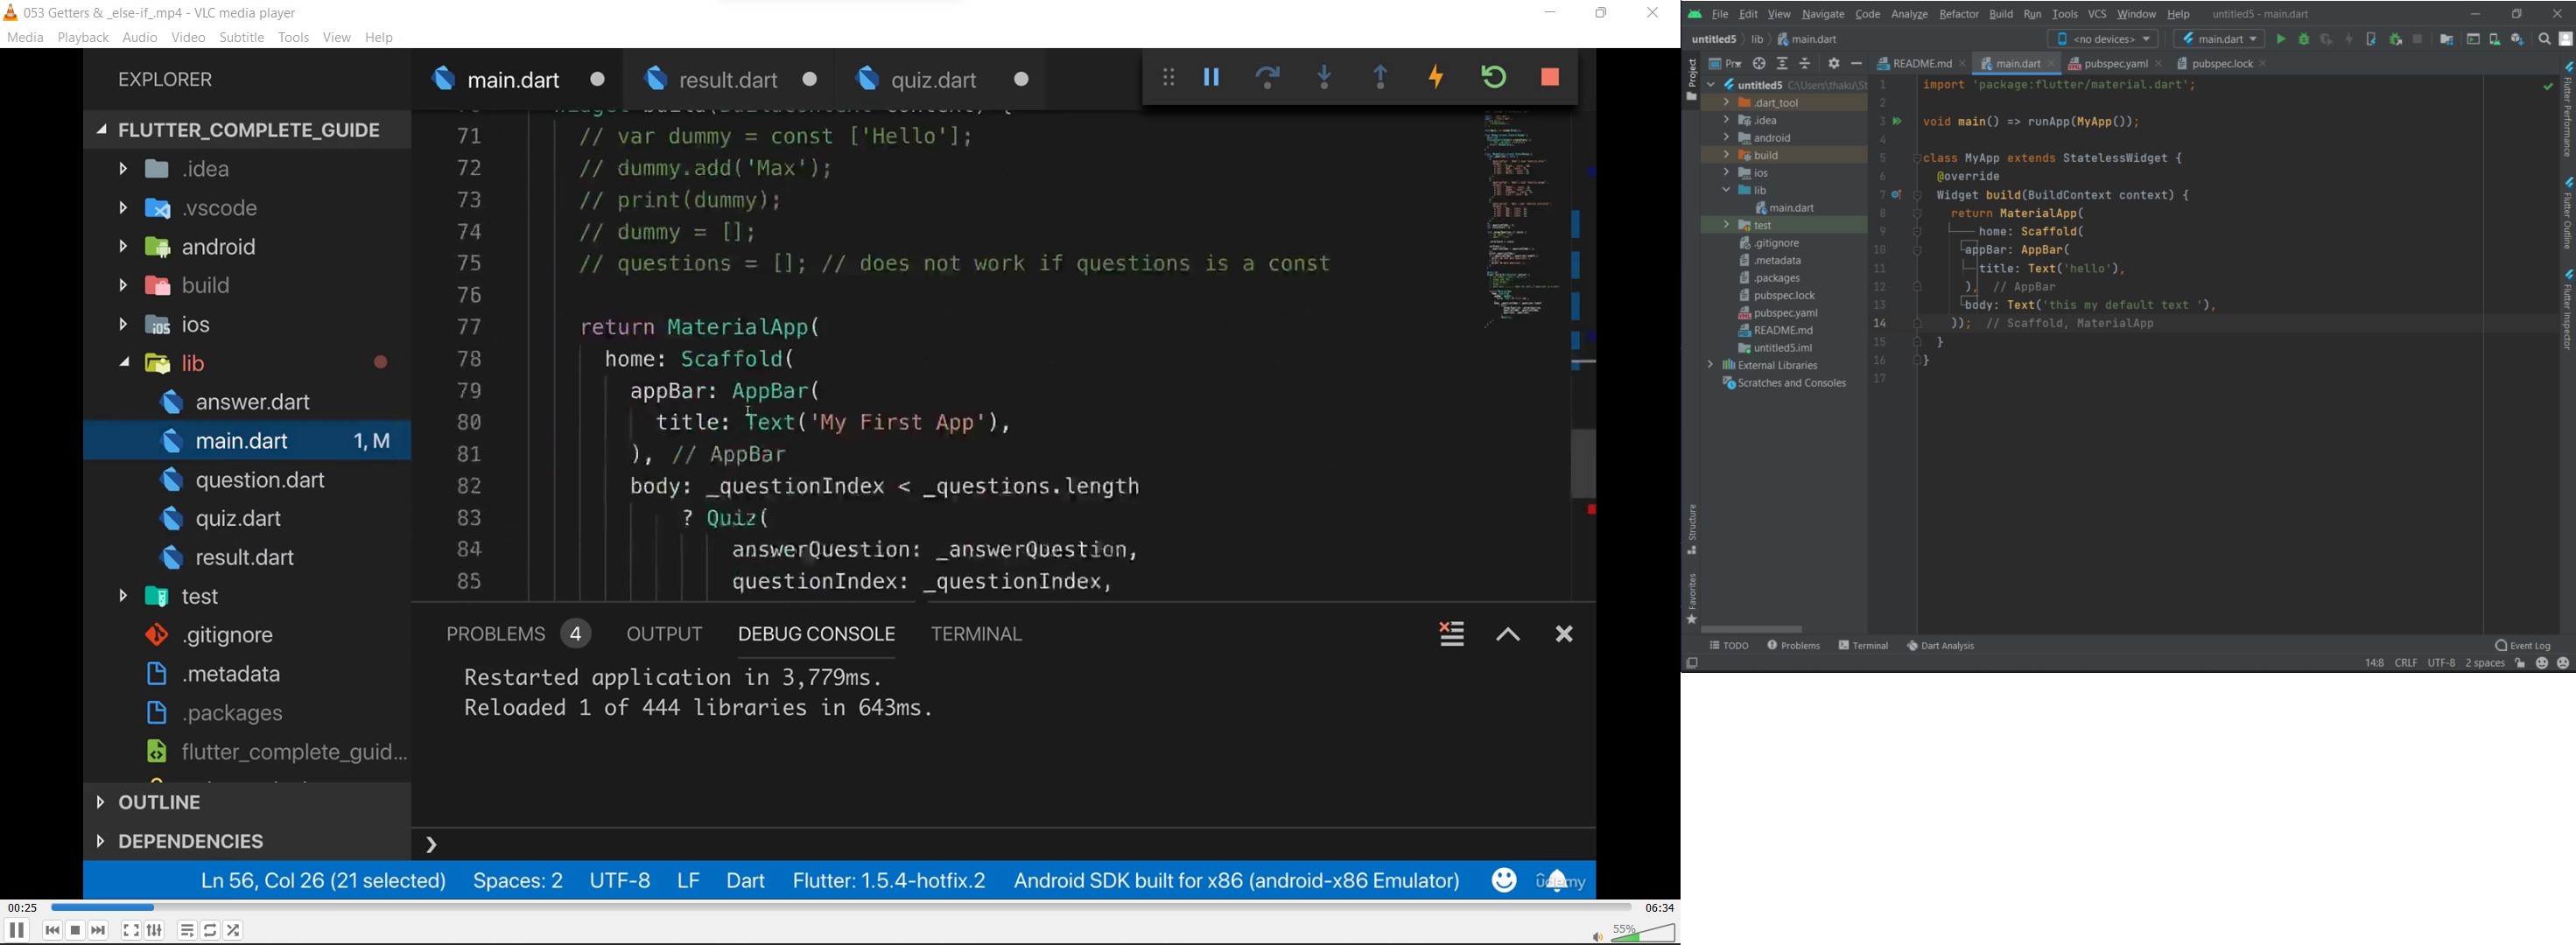 053 Getters & _else-if_.mp4 - VLC media player
Media Playback Audio Video Subtitle Tools View Help
EXPLORER
FLUTTER_COMPLETE_GUIDE
.idea
.vscode
android
build
ios
lib
answer.dart
main.dart 1, M
question.dart
quiz.dart
result.dart
test
.gitignore
.metadata
.packages
flutter_complete_guid...
OUTLINE
DEPENDENCIES
main.dart result.dart quiz.dart
71 // var dummy = const ['Hello'];
72 // dummy.add('Max');
73 // print(dummy);
74 // dummy = [];
75 // questions = []; // does not work if questions is a const
76
77 return MaterialApp(
78 home: Scaffold(
79 appBar: AppBar(
80 title: Text('My First App'),
81 ), // AppBar
82 body: _questionIndex < _questions.length
83 ? Quiz(
84 answerQuestion: _answerQuestion,
85 questionIndex: _questionIndex,
PROBLEMS 4 OUTPUT DEBUG CONSOLE TERMINAL
Restarted application in 3,779ms.
Reloaded 1 of 444 libraries in 643ms.
Ln 56, Col 26 (21 selected) Spaces: 2 UTF-8 LF Dart Flutter: 1.5.4-hotfix.2 Android SDK built for x86 (android-x86 Emulator)
00:25 06:34
55%
File Edit View Navigate Code Analyze Refactor Build Run Tools VCS Window Help untitled5 - main.dart
untitled5 lib main.dart <no devices> main.dart
Project
Structure
Favorites
untitled5 C:\Users\thaku\St
.dart_tool
.idea
android
build
ios
lib
main.dart
test
.gitignore
.metadata
.packages
pubspec.lock
pubspec.yaml
README.md
untitled5.iml
External Libraries
Scratches and Consoles
README.md main.dart pubspec.yaml pubspec.lock
1 import 'package:flutter/material.dart';
2
3 void main() => runApp(MyApp());
4
5 class MyApp extends StatelessWidget {
6 @override
7 Widget build(BuildContext context) {
8 return MaterialApp(
9 home: Scaffold(
10 appBar: AppBar(
11 title: Text('hello'),
12 ), // AppBar
13 body: Text('this my default text '),
14 )); // Scaffold, MaterialApp
15 }
16 }
17
Flutter Performance
Flutter Outline
Flutter Inspector
TODO Problems Terminal Dart Analysis Event Log
14:8 CRLF UTF-8 2 spaces